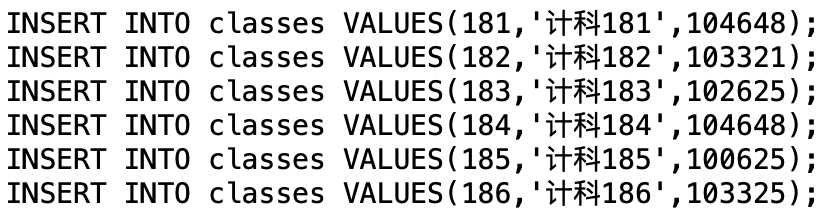 INSERT INTO classes VALUES(181,'计科181',104648);
INSERT INTO classes VALUES(182,'计科182',103321);
INSERT INTO classes VALUES(183,'计科183',102625);
INSERT INTO classes VALUES(184,'计科184',104648);
INSERT INTO classes VALUES(185,'计科185',100625);
INSERT INTO classes VALUES(186,'计科186',103325);